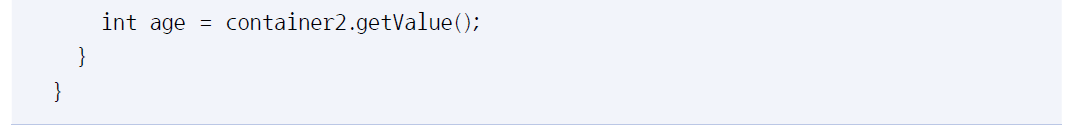 int age = container2.getValue();
}
}